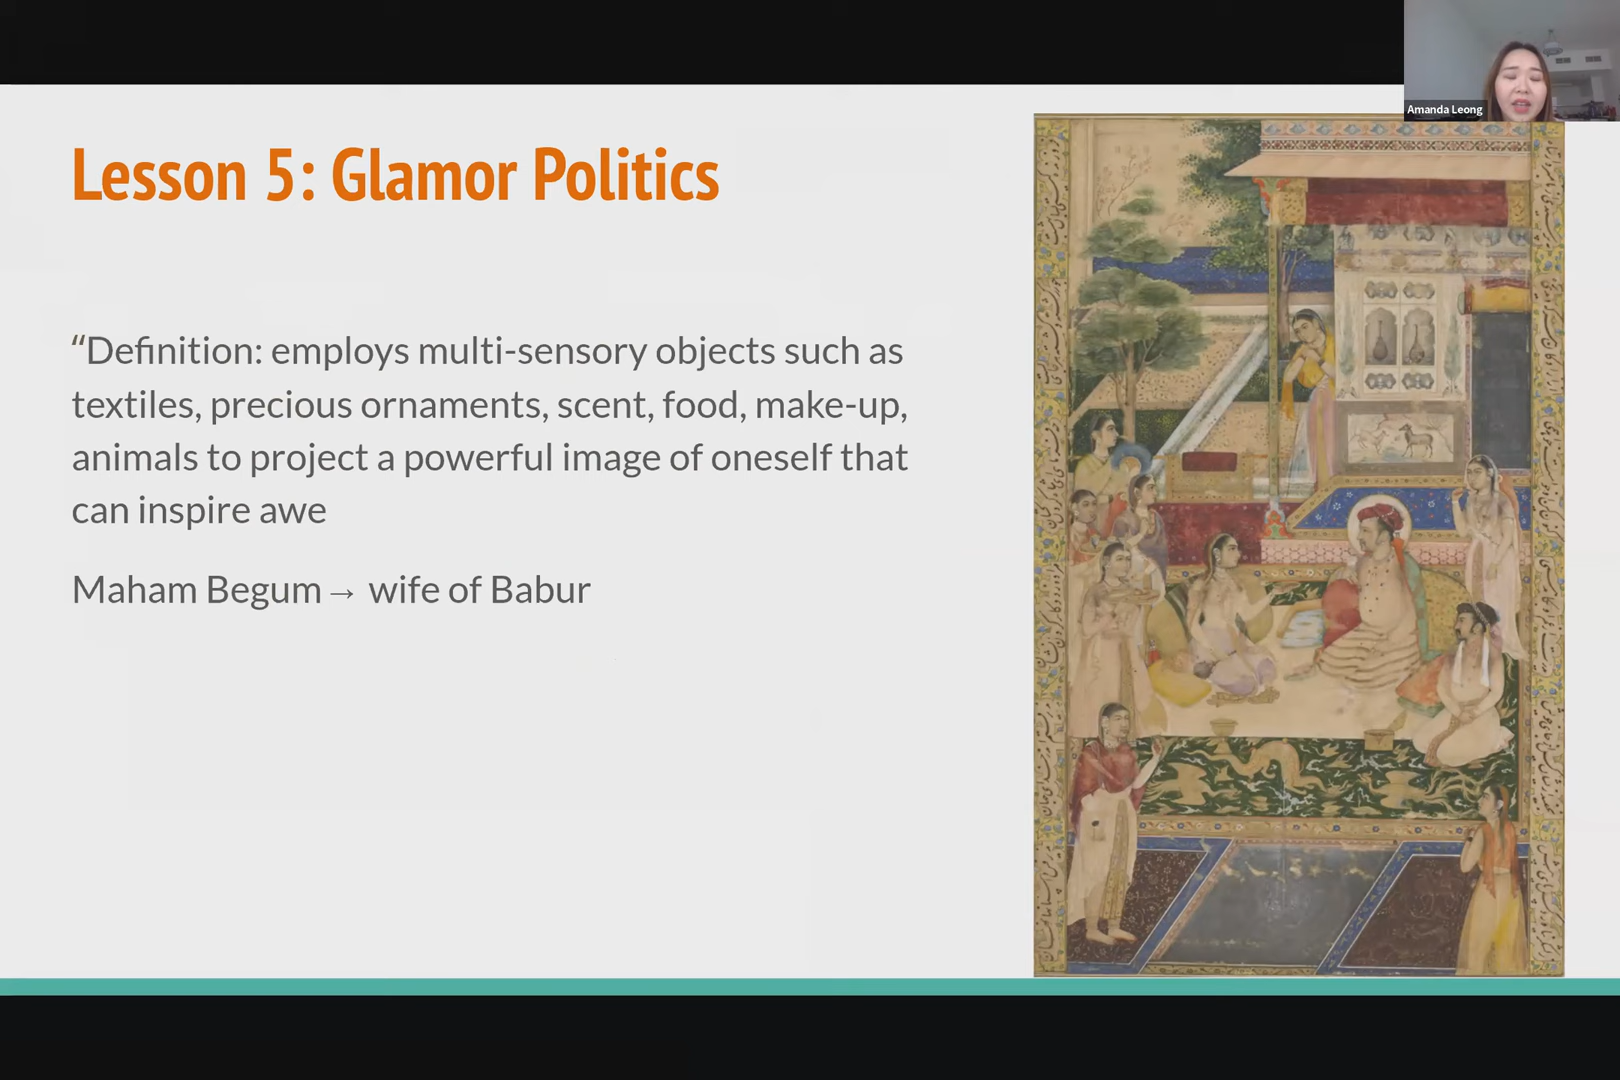 Amanda Leong
Lesson 5: Glamor Politics
“Definition: employs multi-sensory objects such as
textiles, precious ornaments, scent, food, make-up,
animals to project a powerful image of oneself that
can inspire awe
Maham Begum→ wife of Babur